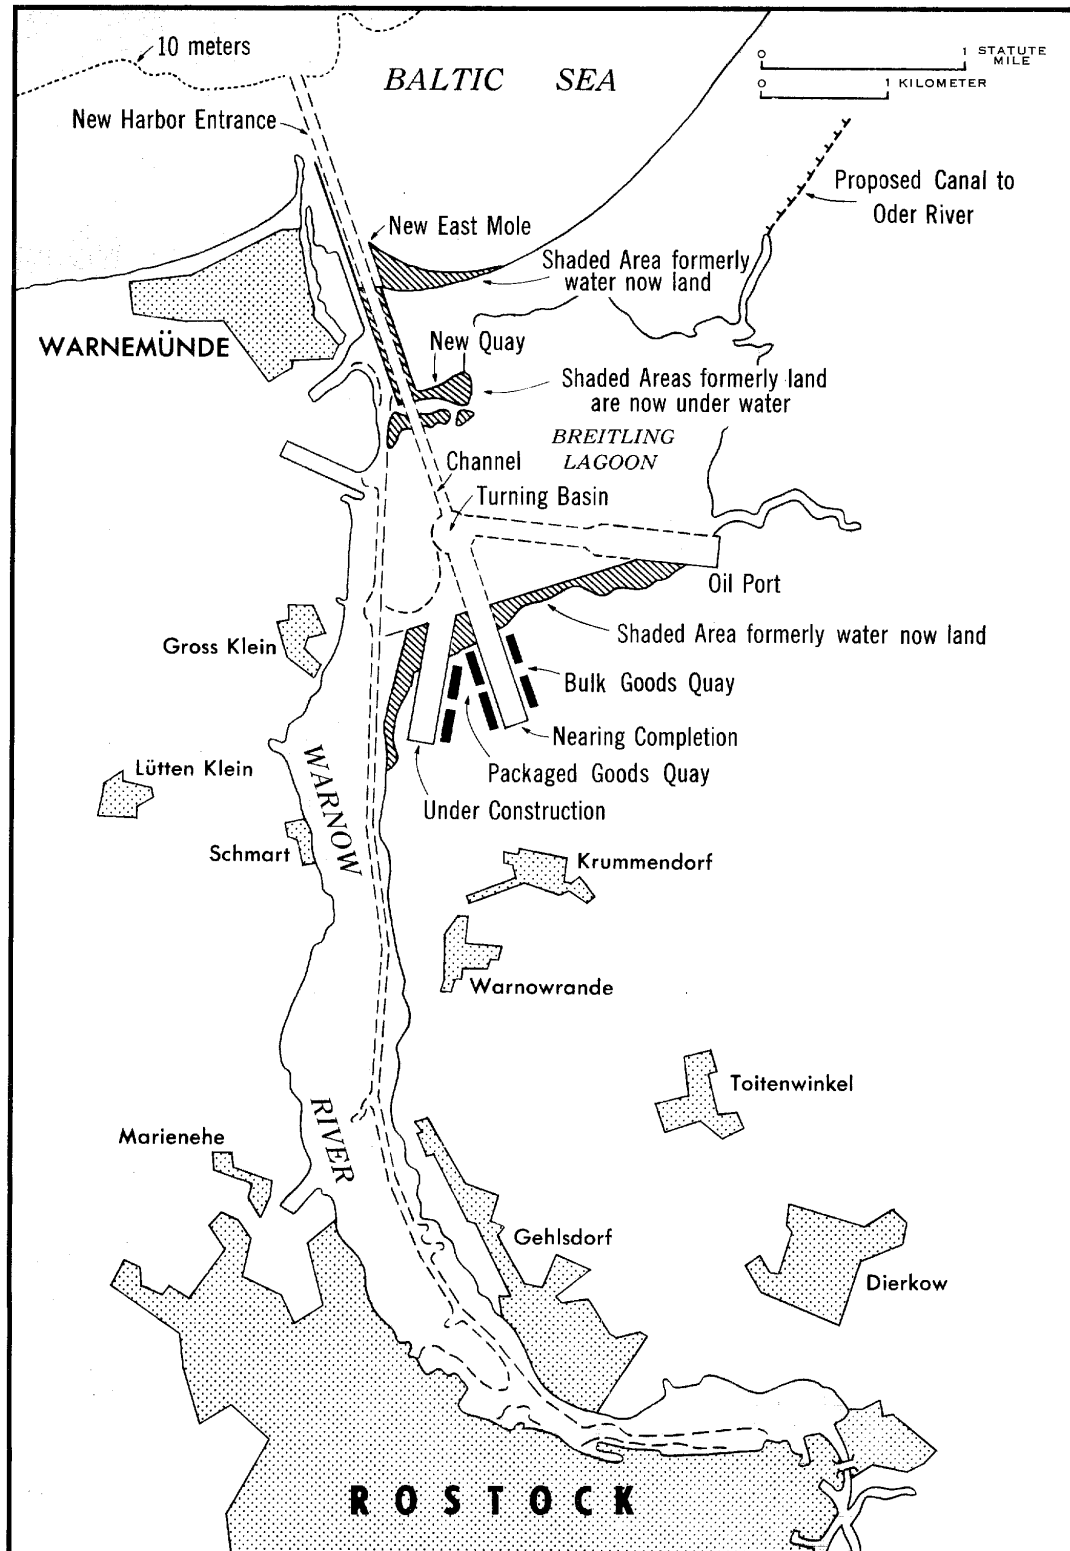 10 meters
BALTIC SEA
0 1 STATUTE
MILE
0 1 KILOMETER
New Harbor Entrance
Proposed Canal to
Oder River
New East Mole
Shaded Area formerly
water now land
WARNEMÜNDE
New Quay
Shaded Areas formerly land
are now under water
BREITLING
LAGOON
Channel
Turning Basin
Oil Port
Gross Klein
Shaded Area formerly water now land
Bulk Goods Quay
Nearing Completion
Packaged Goods Quay
Under Construction
Lütten Klein
WARNOW
Schmart
Krummendorf
Warnowrande
Toitenwinkel
RIVER
Marienehe
Gehlsdorf
Dierkow
ROSTOCK